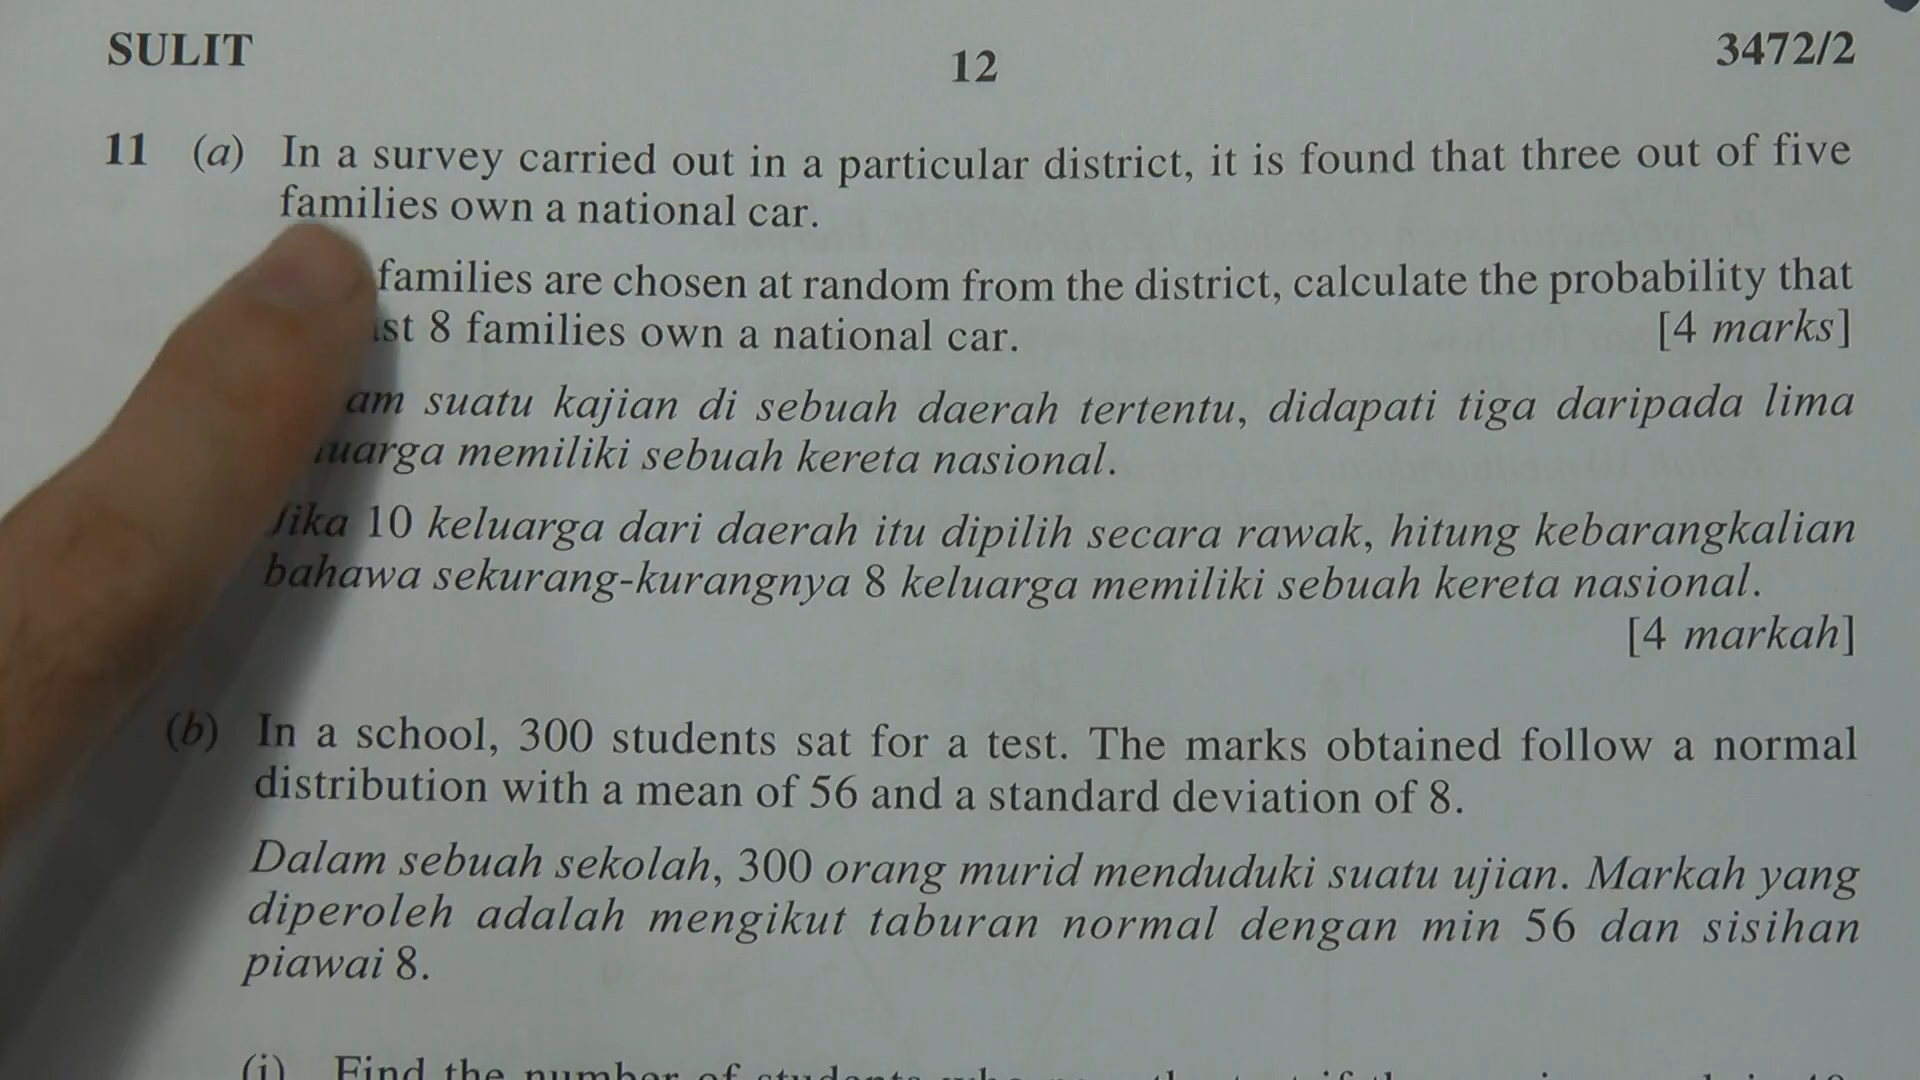 SULIT
12
3472/2
11 (a) In a survey carried out in a particular district, it is found that three out of five
families own a national car.
families are chosen at random from the district, calculate the probability that
8 families own a national car. [4 marks]
suatu kajian di sebuah daerah tertentu, didapati tiga daripada lima
memiliki sebuah kereta nasional.
Jika 10 keluarga dari daerah itu dipilih secara rawak, hitung kebarangkalian
bahawa sekurang-kurangnya 8 keluarga memiliki sebuah kereta nasional.
[4 markah]
(b) In a school, 300 students sat for a test. The marks obtained follow a normal
distribution with a mean of 56 and a standard deviation of 8.
Dalam sebuah sekolah, 300 orang murid menduduki suatu ujian. Markah yang
diperoleh adalah mengikut taburan normal dengan min 56 dan sisihan
piawai 8.
(i) Find the number of students